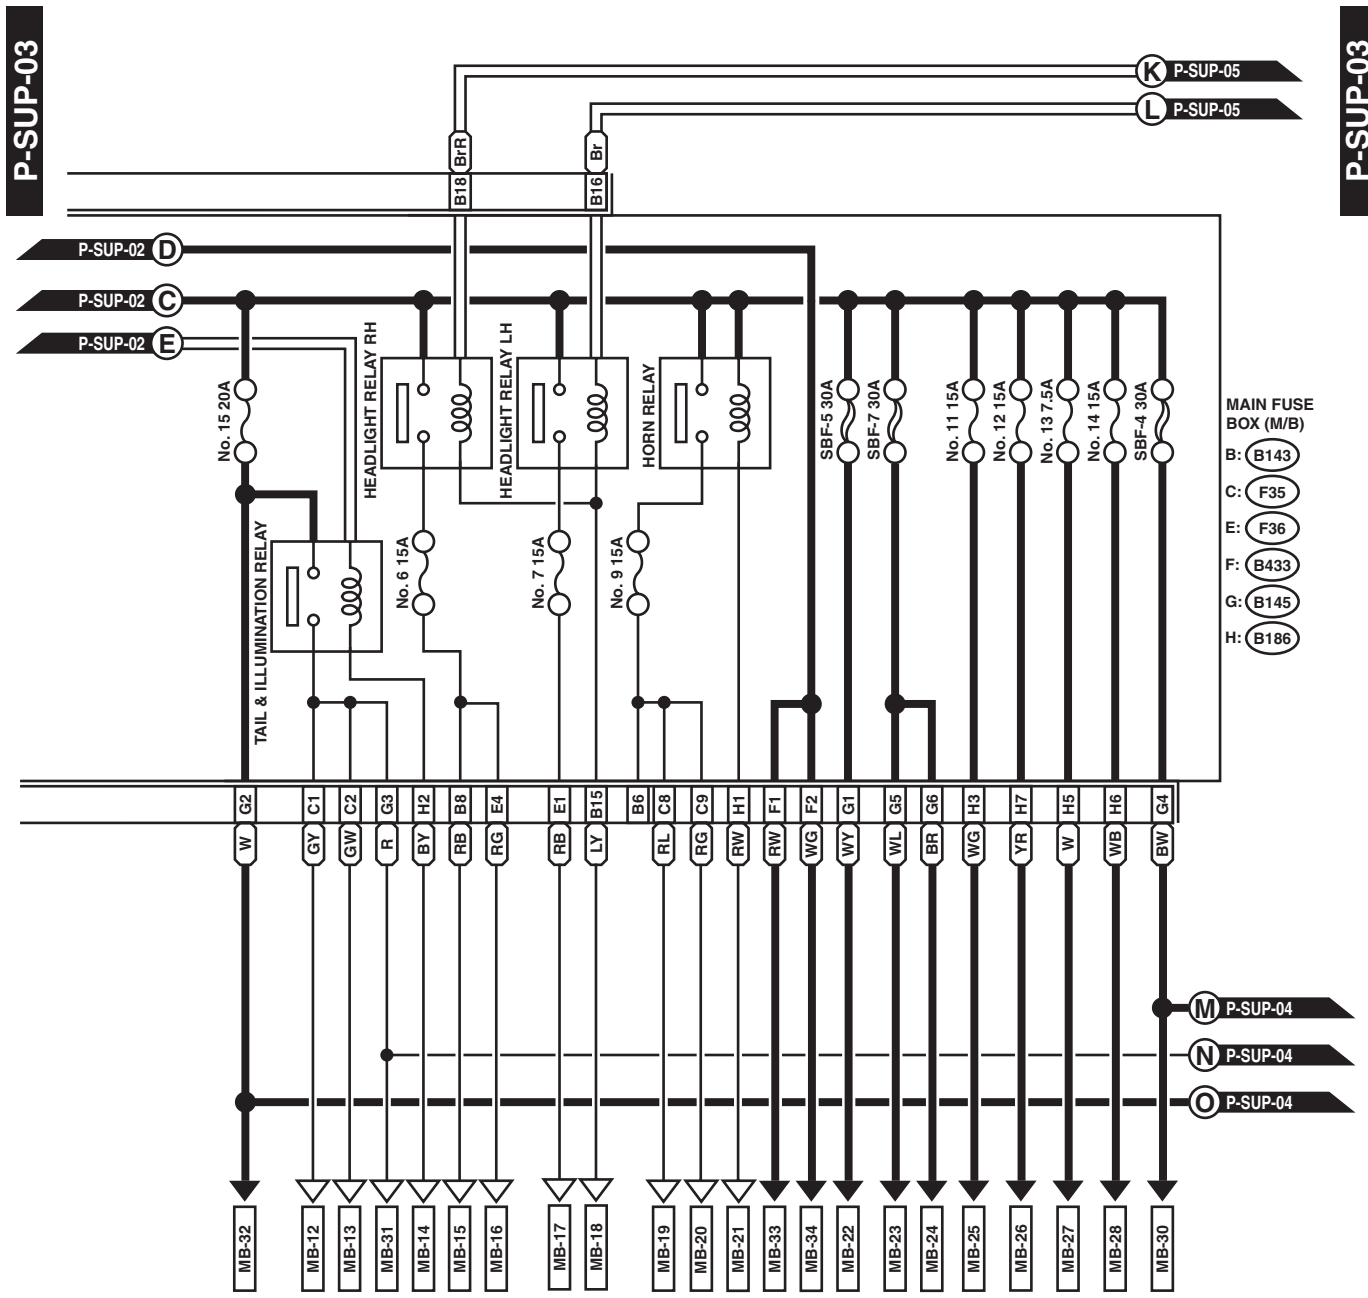 P-SUP-03
P-SUP-03
K P-SUP-05
L P-SUP-05
BrR
Br
B18
B16
P-SUP-02 D
P-SUP-02 C
P-SUP-02 E
No. 15 20A
HEADLIGHT RELAY RH
HEADLIGHT RELAY LH
HORN RELAY
SBF-5 30A
SBF-7 30A
No. 11 15A
No. 12 15A
No. 13 7.5A
No. 14 15A
SBF-4 30A
MAIN FUSE
BOX (M/B)
B: B143
C: F35
E: F36
F: B433
G: B145
H: B186
TAIL & ILLUMINATION RELAY
No. 6 15A
No. 7 15A
No. 9 15A
G2 C1 C2 G3 H2 B8 E4 E1 B15 B6 C8 C9 H1 F1 F2 G1 G5 G6 H3 H7 H5 H6 G4
W GY GW R BY RB RG RB LY RL RG RW RW WG WY WL BR WG YR W WB BW
M P-SUP-04
N P-SUP-04
O P-SUP-04
MB-32 MB-12 MB-13 MB-31 MB-14 MB-15 MB-16 MB-17 MB-18 MB-19 MB-20 MB-21 MB-33 MB-34 MB-22 MB-23 MB-24 MB-25 MB-26 MB-27 MB-28 MB-30